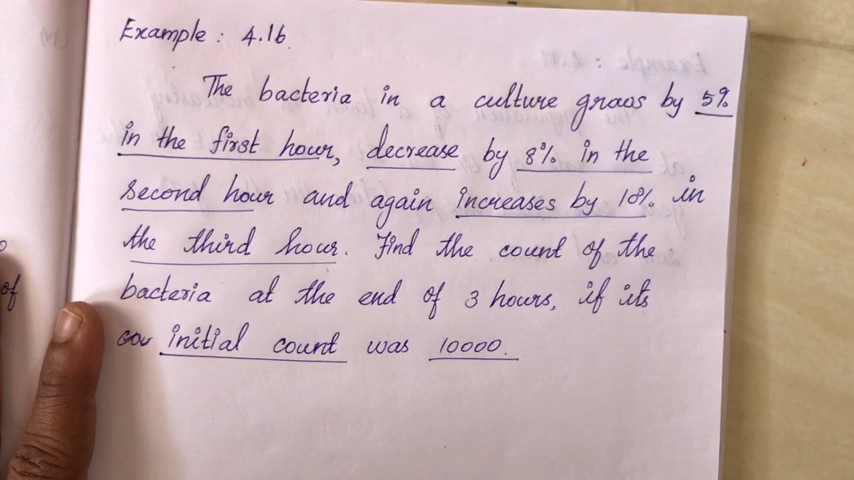 Example : 4.16.
The bacteria in a culture grows by 5%
in the first hour, decrease by 8% in the
second hour and again increases by 10% in
the third hour. Find the count of the
bacteria at the end of 3 hours, if its
cou initial count was 10000.
of